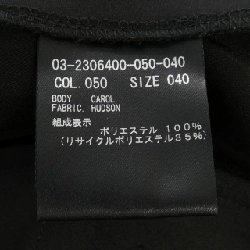 03-2306400-050-040
COL. 050 SIZE 040
BODY CAROL
FABRIC. HUDSON
組成表示
ポリエステル 100%
(リサイクルポリエステル85%)